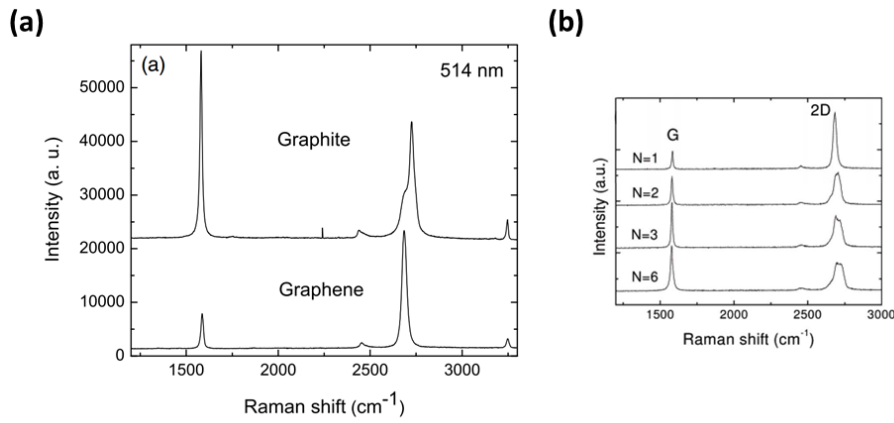 (a)
(a)
514 nm
Graphite
Graphene
Intensity (a. u.)
50000
40000
30000
20000
10000
0
1500
2000
2500
3000
Raman shift (cm-1)
(b)
2D
G
N=1
N=2
N=3
N=6
Intensity (a.u.)
1500
2000
2500
3000
Raman shift (cm-1)